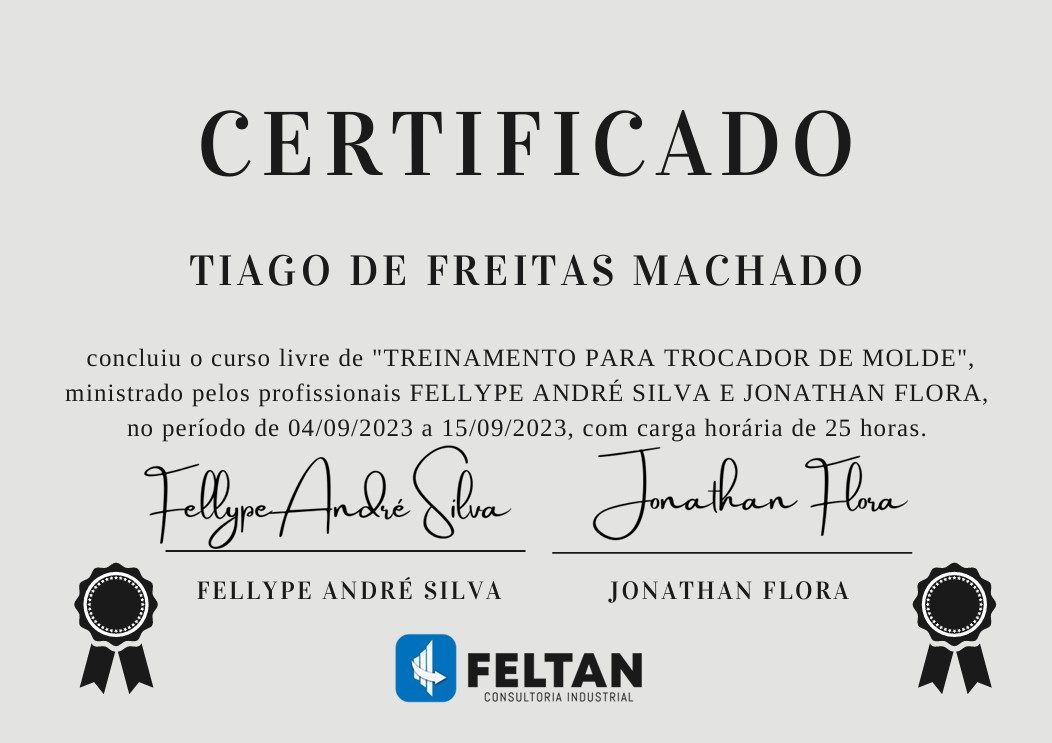 CERTIFICADO
TIAGO DE FREITAS MACHADO
concluiu o curso livre de "TREINAMENTO PARA TROCADOR DE MOLDE",
ministrado pelos profissionais FELLYPE ANDRÉ SILVA E JONATHAN FLORA,
no período de 04/09/2023 a 15/09/2023, com carga horária de 25 horas.
Fellype André Silva
Jonathan Flora
FELLYPE ANDRÉ SILVA
JONATHAN FLORA
FELTAN
CONSULTORIA INDUSTRIAL